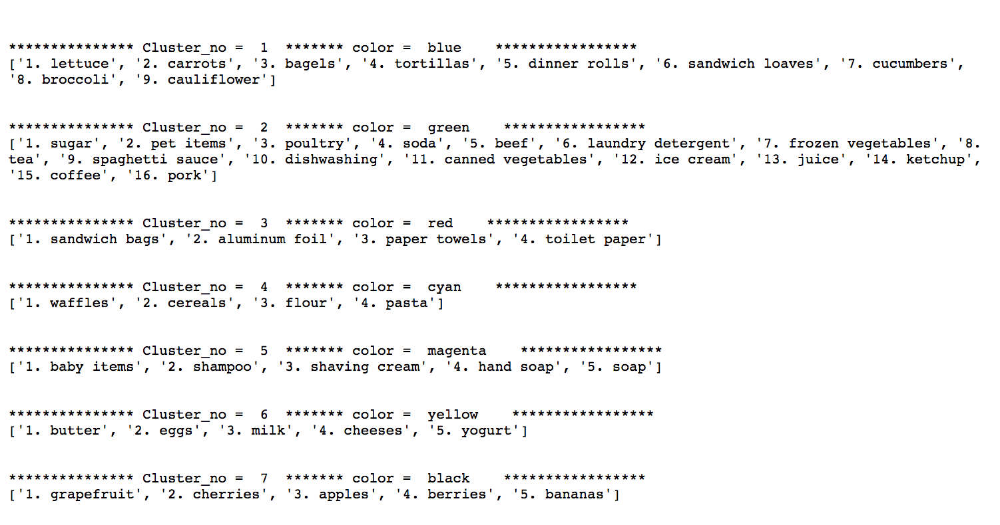 *************** Cluster_no =  1  ******* color =  blue    *****************
['1. lettuce', '2. carrots', '3. bagels', '4. tortillas', '5. dinner rolls', '6. sandwich loaves', '7. cucumbers',
'8. broccoli', '9. cauliflower']
*************** Cluster_no =  2  ******* color =  green    *****************
['1. sugar', '2. pet items', '3. poultry', '4. soda', '5. beef', '6. laundry detergent', '7. frozen vegetables', '8.
tea', '9. spaghetti sauce', '10. dishwashing', '11. canned vegetables', '12. ice cream', '13. juice', '14. ketchup',
'15. coffee', '16. pork']
*************** Cluster_no =  3  ******* color =  red    *****************
['1. sandwich bags', '2. aluminum foil', '3. paper towels', '4. toilet paper']
*************** Cluster_no =  4  ******* color =  cyan    *****************
['1. waffles', '2. cereals', '3. flour', '4. pasta']
*************** Cluster_no =  5  ******* color =  magenta    *****************
['1. baby items', '2. shampoo', '3. shaving cream', '4. hand soap', '5. soap']
*************** Cluster_no =  6  ******* color =  yellow    *****************
['1. butter', '2. eggs', '3. milk', '4. cheeses', '5. yogurt']
*************** Cluster_no =  7  ******* color =  black    *****************
['1. grapefruit', '2. cherries', '3. apples', '4. berries', '5. bananas']